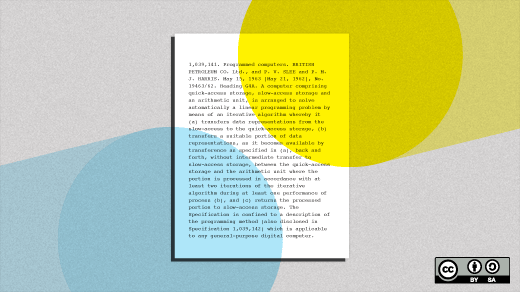 1,039,141. Programmed computers. BRITISH
PETROLEUM CO. Ltd., and P. V. SLEE and P. M.
J. HARRIS. May 15, 1963 [May 21, 1962], No.
19463/62. Heading G4A. A computer comprising
quick-access storage, slow-access storage and
an arithmetic unit, is arranged to solve
automatically a linear programming problem by
means of an iterative algorithm whereby it
(a) transfers data representations from the
slow-access to the quick-access storage, (b)
transfers a suitable portion of data
representations, as it becomes available by
transference as specified in (a), back and
forth, without intermediate transfer to
slow-access storage, between the quick-access
storage and the arithmetic unit where the
portion is processed in accordance with at
least two iterations of the iterative
algorithm during at least one performance of
process (b), and (c) returns the processed
portion to slow-access storage. The
Specification is confined to a description of
the programming method (also disclosed in
Specification 1,039,142) which is applicable
to any general-purpose digital computer.
cc
BY SA